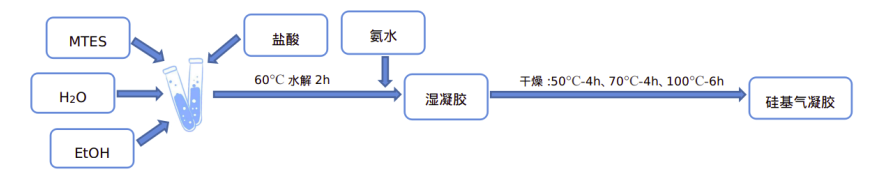 MTES
盐酸
氨水
H₂O
60℃ 水解 2h
湿凝胶
干燥 :50℃-4h、70℃-4h、100℃-6h
硅基气凝胶
EtOH